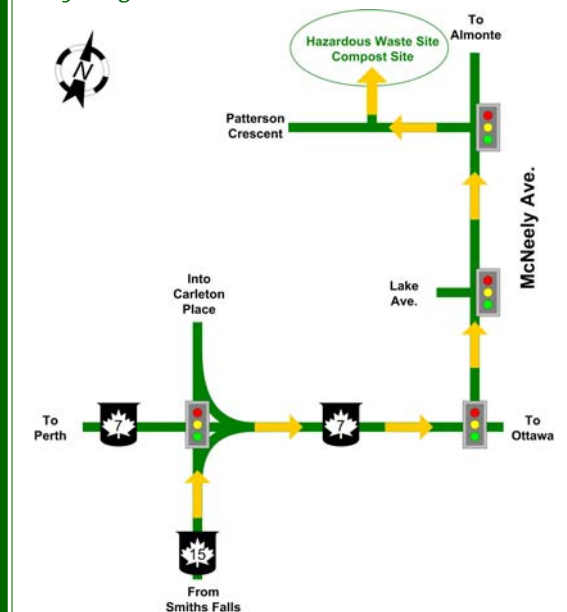 Hazardous Waste Site
Compost Site
To
Almonte
N
Patterson
Crescent
McNeely Ave.
Into
Carleton
Place
Lake
Ave.
To
Perth
7
7
To
Ottawa
15
From
Smiths Falls